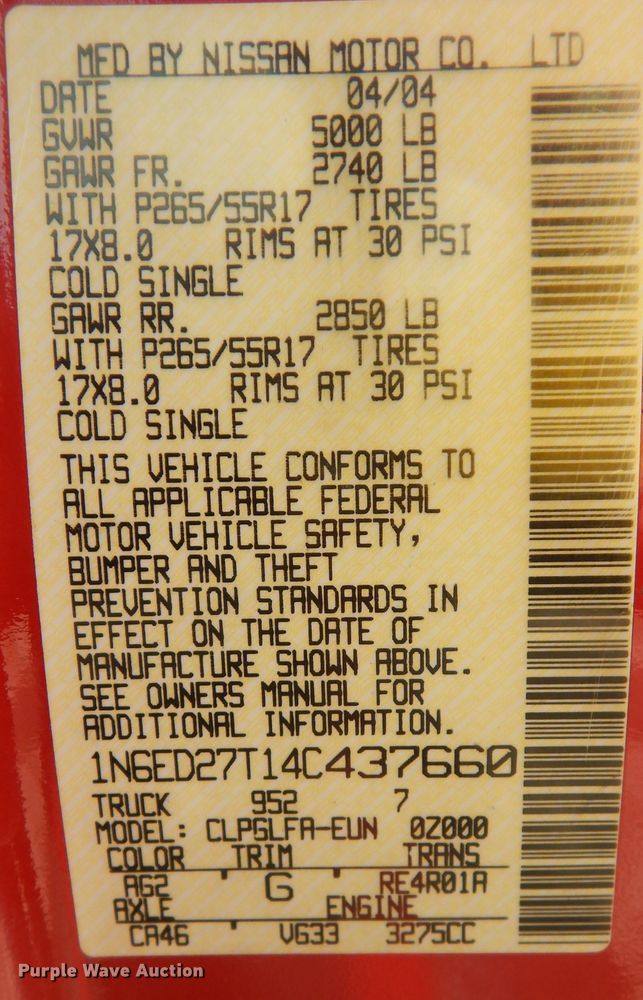 MFD BY NISSAN MOTOR CO. LTD
DATE 04/04
GVWR 5000 LB
GAWR FR. 2740 LB
WITH P265/55R17 TIRES
17X8.0 RIMS AT 30 PSI
COLD SINGLE
GAWR RR. 2850 LB
WITH P265/55R17 TIRES
17X8.0 RIMS AT 30 PSI
COLD SINGLE
THIS VEHICLE CONFORMS TO
ALL APPLICABLE FEDERAL
MOTOR VEHICLE SAFETY,
BUMPER AND THEFT
PREVENTION STANDARDS IN
EFFECT ON THE DATE OF
MANUFACTURE SHOWN ABOVE.
SEE OWNERS MANUAL FOR
ADDITIONAL INFORMATION.
1N6ED27T14C437660
TRUCK 952 7
MODEL: CLPGLFA-EUN 0Z000
COLOR TRIM TRANS
AG2 G RE4R01A
AXLE ENGINE
CA46 VG33 3275CC
Purple Wave Auction